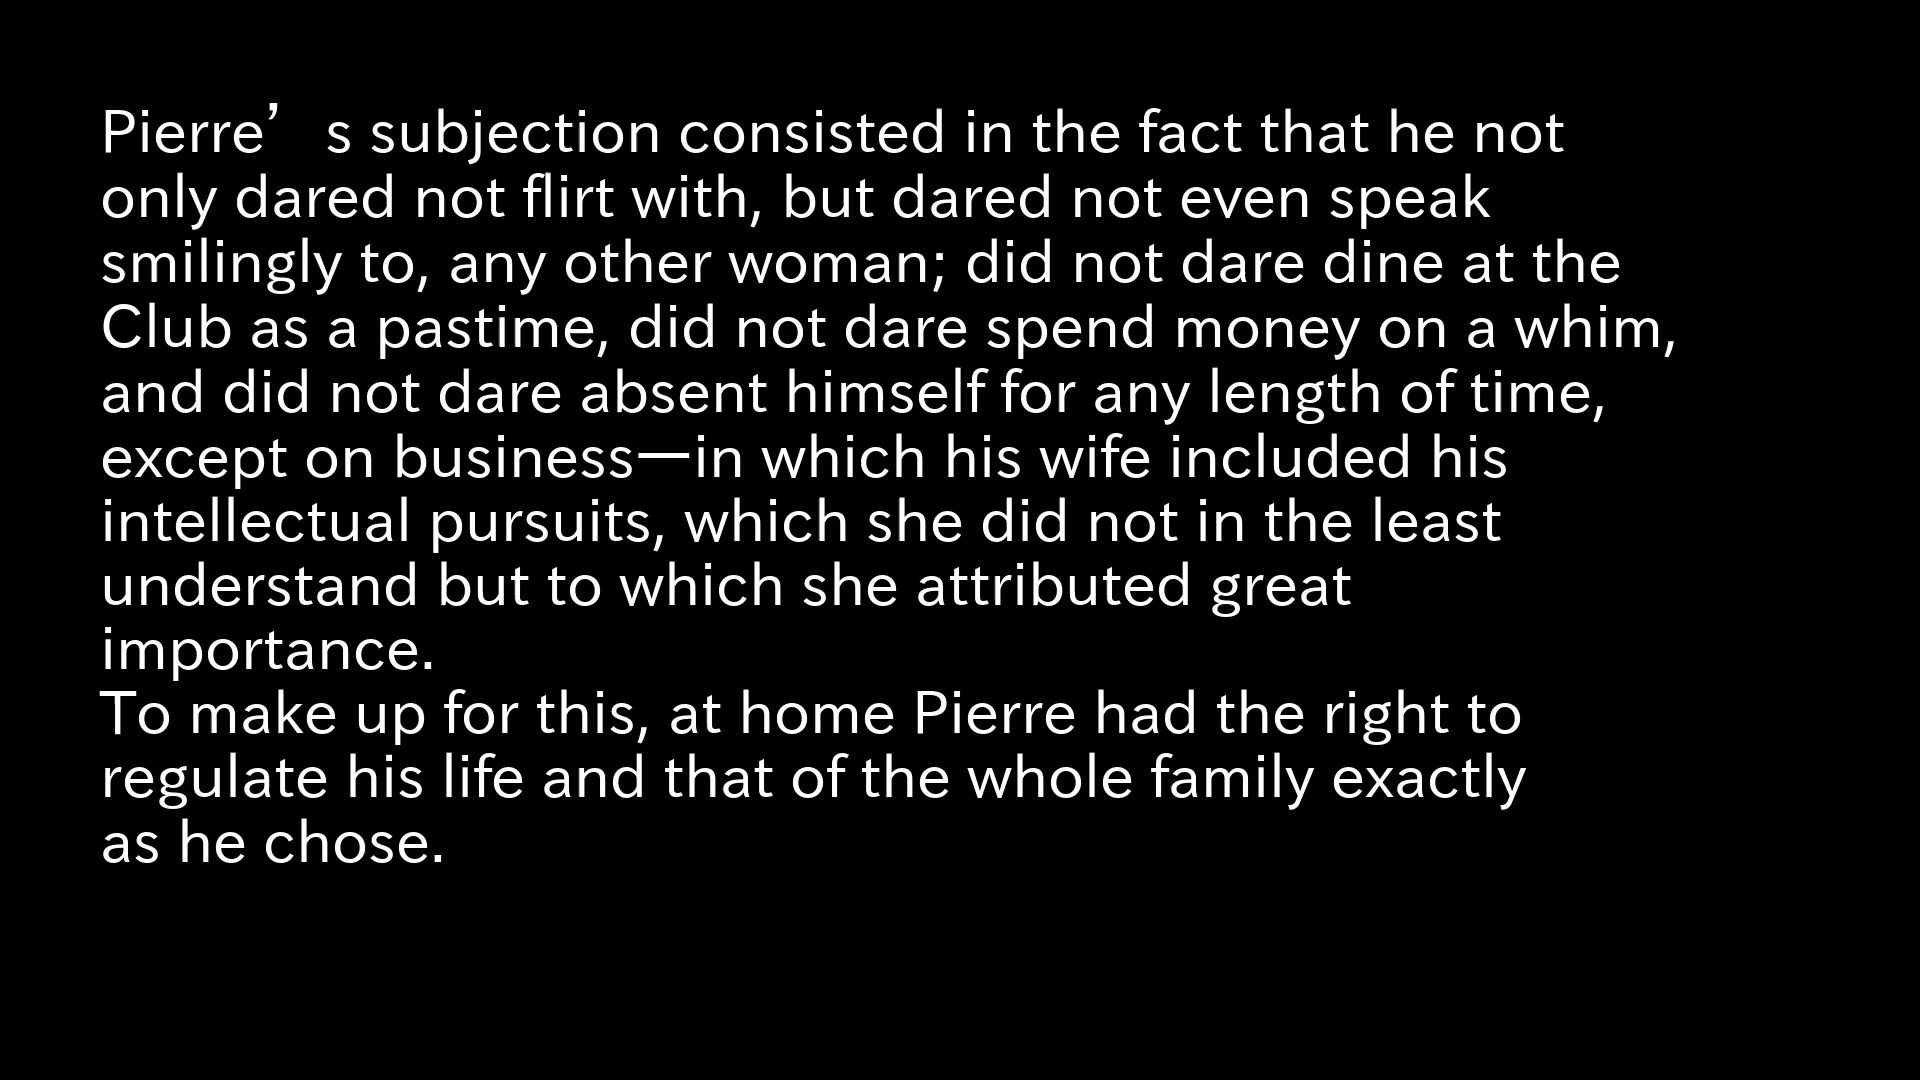 Pierre’s subjection consisted in the fact that he not
only dared not flirt with, but dared not even speak
smilingly to, any other woman; did not dare dine at the
Club as a pastime, did not dare spend money on a whim,
and did not dare absent himself for any length of time,
except on business—in which his wife included his
intellectual pursuits, which she did not in the least
understand but to which she attributed great
importance.
To make up for this, at home Pierre had the right to
regulate his life and that of the whole family exactly
as he chose.